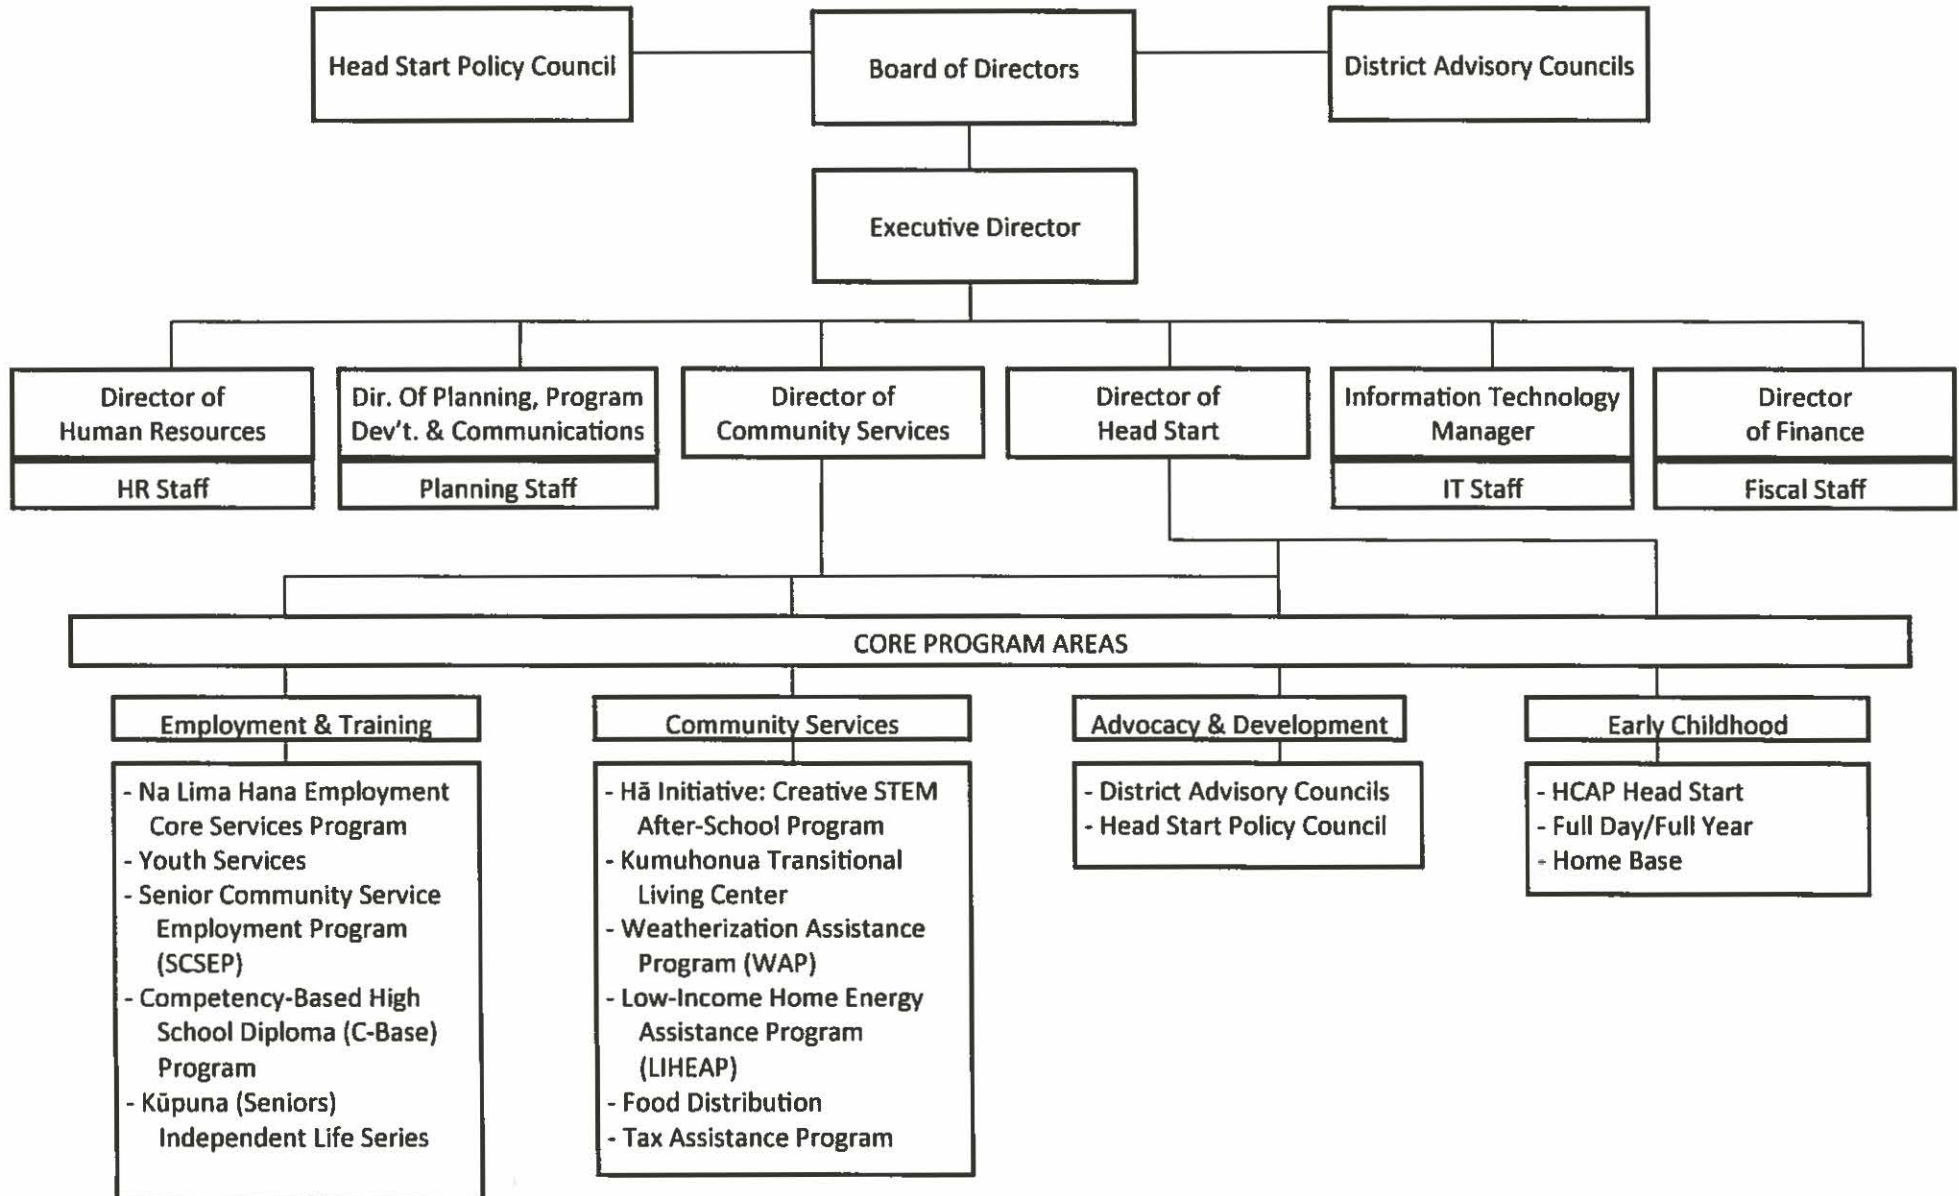 Head Start Policy Council
Board of Directors
District Advisory Councils
Executive Director
Director of
Human Resources
HR Staff
Dir. Of Planning, Program
Dev't. & Communications
Planning Staff
Director of
Community Services
Director of
Head Start
Information Technology
Manager
IT Staff
Director
of Finance
Fiscal Staff
CORE PROGRAM AREAS
Employment & Training
- Na Lima Hana Employment
Core Services Program
- Youth Services
- Senior Community Service
Employment Program
(SCSEP)
- Competency-Based High
School Diploma (C-Base)
Program
- Kūpuna (Seniors)
Independent Life Series
Community Services
- Hā Initiative: Creative STEM
After-School Program
- Kumuhonua Transitional
Living Center
- Weatherization Assistance
Program (WAP)
- Low-Income Home Energy
Assistance Program
(LIHEAP)
- Food Distribution
- Tax Assistance Program
Advocacy & Development
- District Advisory Councils
- Head Start Policy Council
Early Childhood
- HCAP Head Start
- Full Day/Full Year
- Home Base